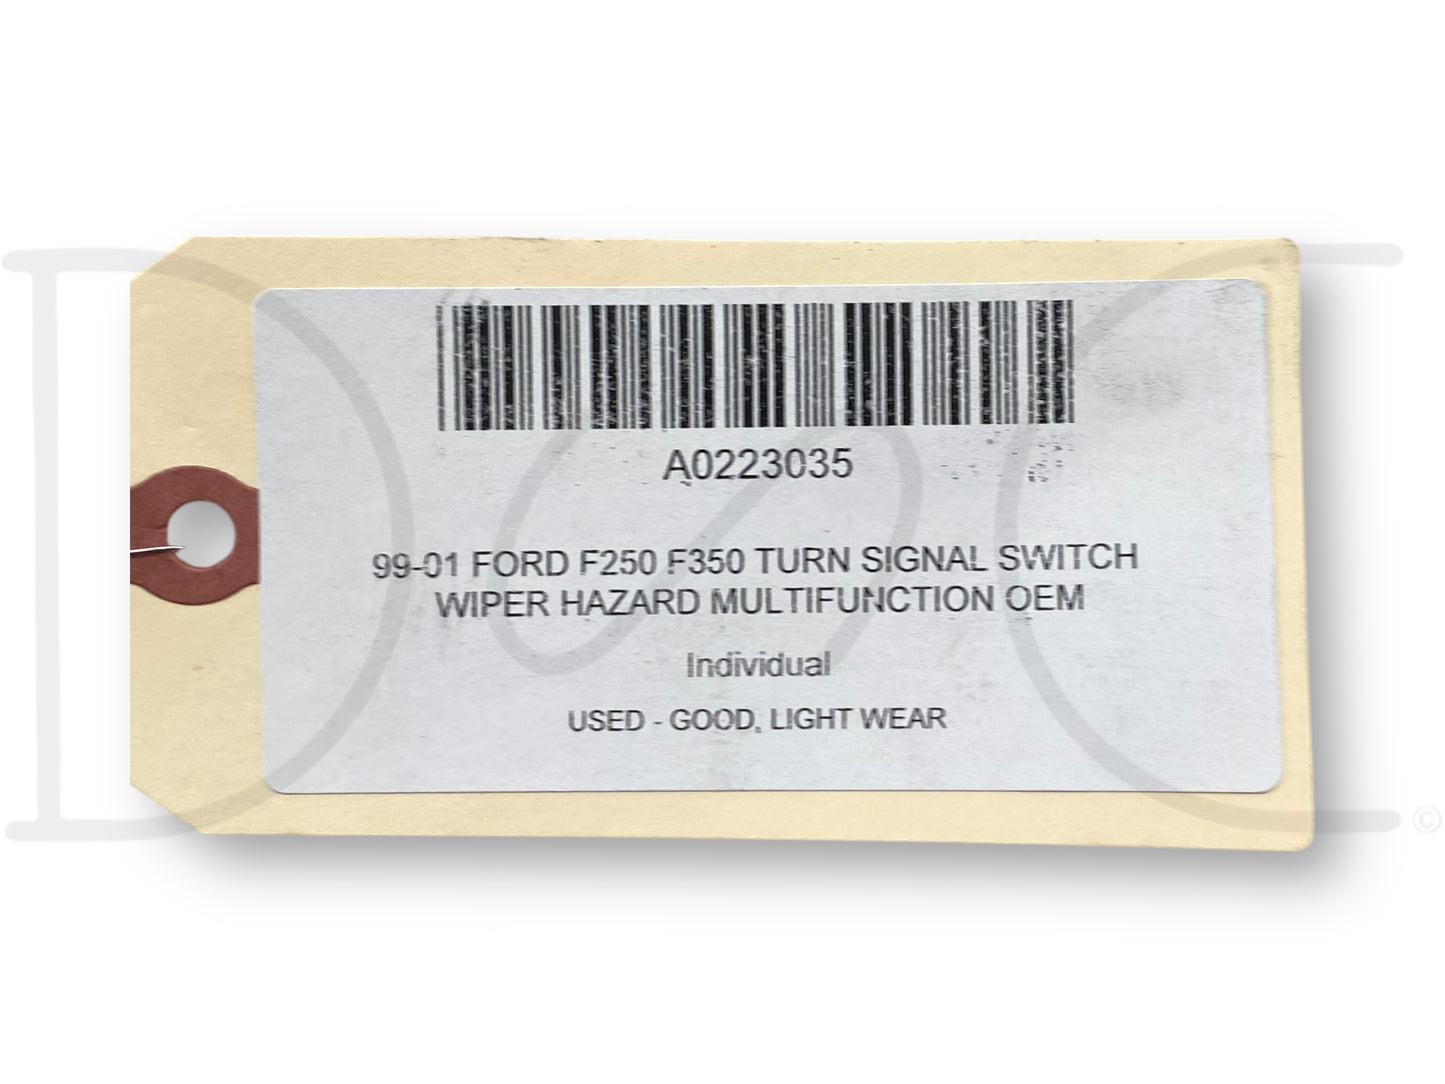 A0223035
99-01 FORD F250 F350 TURN SIGNAL SWITCH
WIPER HAZARD MULTIFUNCTION OEM
Individual
USED - GOOD, LIGHT WEAR
©